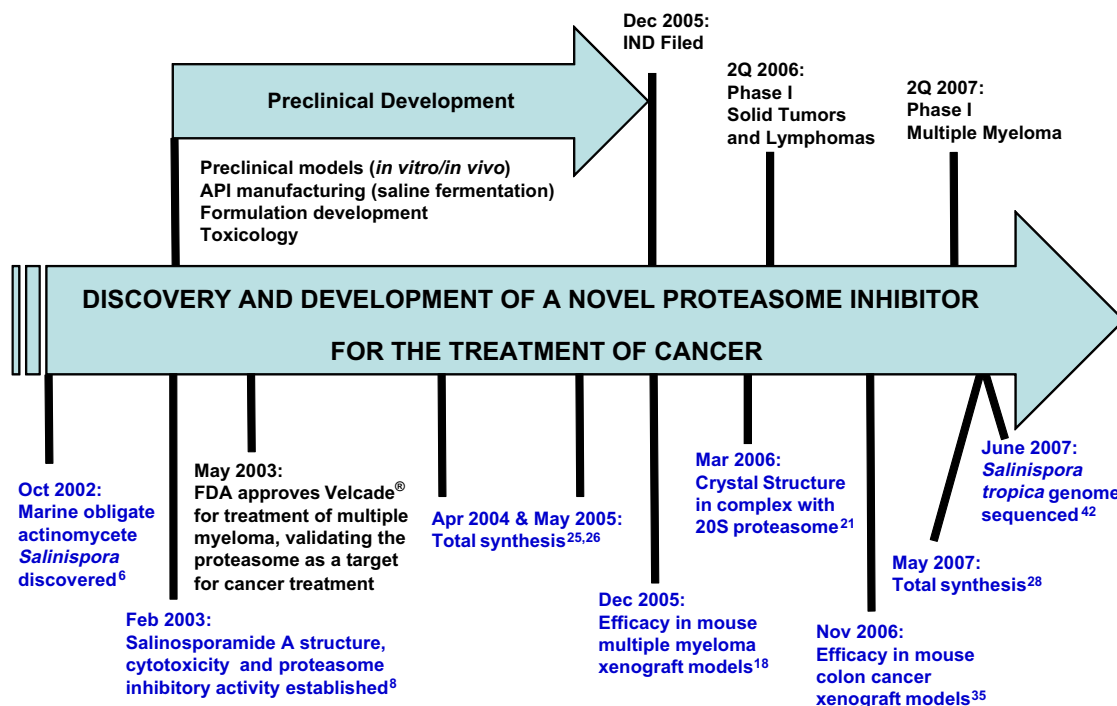 Dec 2005:
IND Filed
Preclinical Development
2Q 2006:
Phase I
Solid Tumors
and Lymphomas
2Q 2007:
Phase I
Multiple Myeloma
Preclinical models (in vitro/in vivo)
API manufacturing (saline fermentation)
Formulation development
Toxicology
DISCOVERY AND DEVELOPMENT OF A NOVEL PROTEASOME INHIBITOR
FOR THE TREATMENT OF CANCER
Oct 2002:
Marine obligate
actinomycete
Salinispora
discovered6
Feb 2003:
Salinosporamide A structure,
cytotoxicity and proteasome
inhibitory activity established8
May 2003:
FDA approves Velcade®
for treatment of multiple
myeloma, validating the
proteasome as a target
for cancer treatment
Apr 2004 & May 2005:
Total synthesis25,26
Dec 2005:
Efficacy in mouse
multiple myeloma
xenograft models18
Mar 2006:
Crystal Structure
in complex with
20S proteasome21
Nov 2006:
Efficacy in mouse
colon cancer
xenograft models35
May 2007:
Total synthesis28
June 2007:
Salinispora
tropica genome
sequenced42